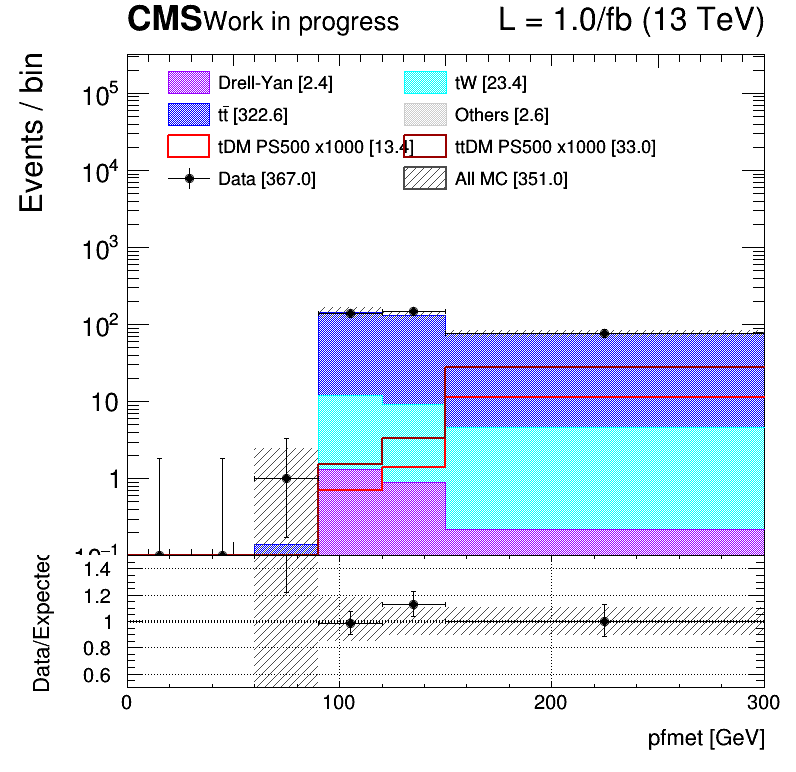 CMS Work in progress L = 1.0/fb (13 TeV)
Events / bin
Drell-Yan [2.4] tW [23.4]
tt̄ [322.6] Others [2.6]
tDM PS500 x1000 [13.4] ttDM PS500 x1000 [33.0]
Data [367.0] All MC [351.0]
10⁵
10⁴
10³
10²
10
1
10⁻¹
Data/Expected
1.4
1.2
1
0.8
0.6
0 100 200 300
pfmet [GeV]